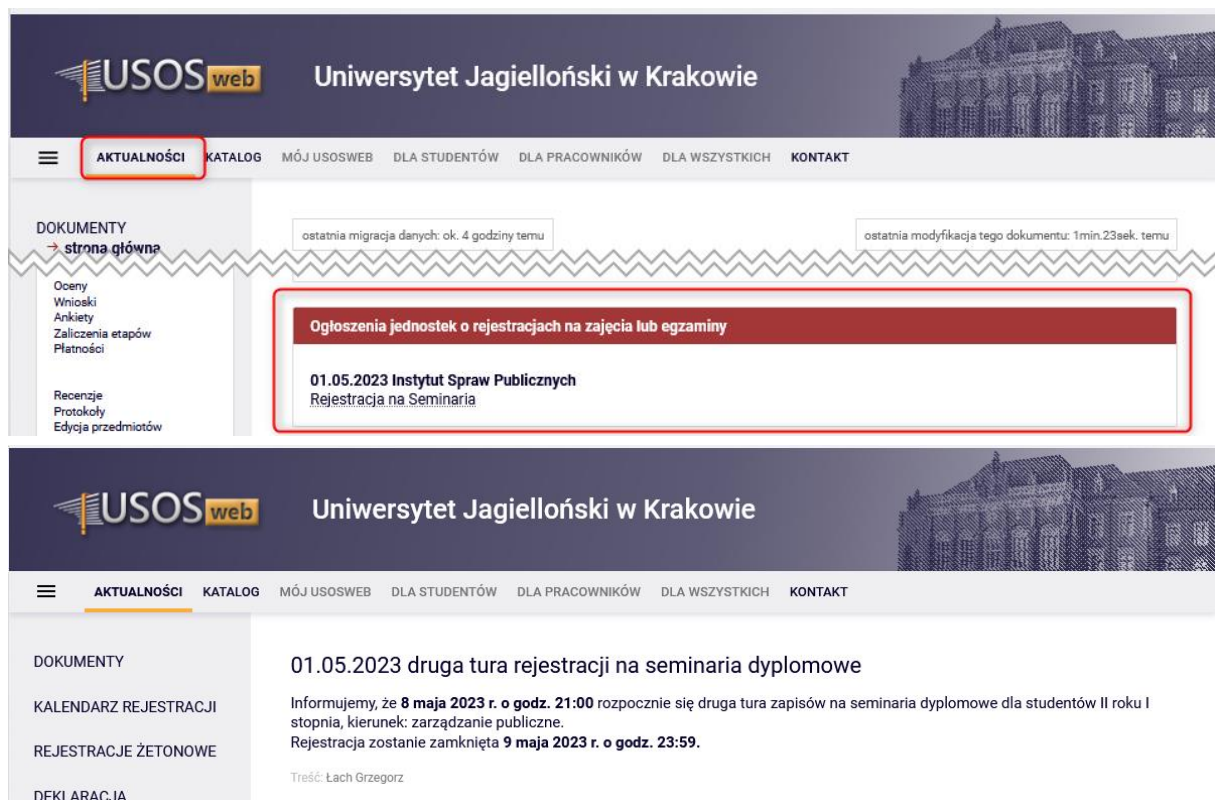 USOSweb
Uniwersytet Jagielloński w Krakowie
AKTUALNOŚCI KATALOG MÓJ USOSWEB DLA STUDENTÓW DLA PRACOWNIKÓW DLA WSZYSTKICH KONTAKT
DOKUMENTY
→ strona główna
ostatnia migracja danych: ok. 4 godziny temu
ostatnia modyfikacja tego dokumentu: 1min.23sek. temu
Oceny
Wnioski
Ankiety
Zaliczenia etapów
Płatności
Recenzje
Protokoły
Edycja przedmiotów
Ogłoszenia jednostek o rejestracjach na zajęcia lub egzaminy
01.05.2023 Instytut Spraw Publicznych
Rejestracja na Seminaria
USOSweb
Uniwersytet Jagielloński w Krakowie
AKTUALNOŚCI KATALOG MÓJ USOSWEB DLA STUDENTÓW DLA PRACOWNIKÓW DLA WSZYSTKICH KONTAKT
DOKUMENTY
KALENDARZ REJESTRACJI
REJESTRACJE ŻETONOWE
DEKLARACJA
01.05.2023 druga tura rejestracji na seminaria dyplomowe
Informujemy, że 8 maja 2023 r. o godz. 21:00 rozpocznie się druga tura zapisów na seminaria dyplomowe dla studentów II roku I
stopnia, kierunek: zarządzanie publiczne.
Rejestracja zostanie zamknięta 9 maja 2023 r. o godz. 23:59.
Treść: Łach Grzegorz